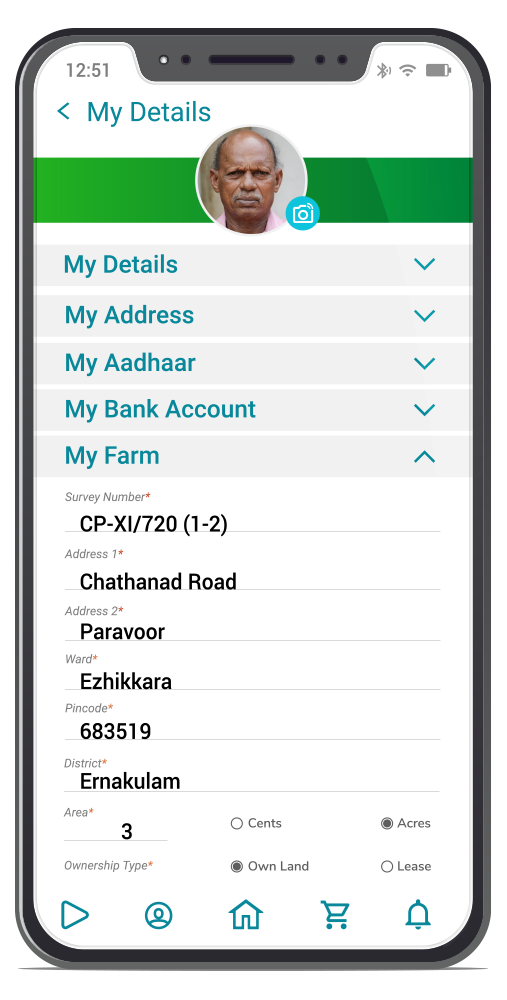 12:51
My Details
My Details
My Address
My Aadhaar
My Bank Account
My Farm
Survey Number*
CP-XI/720 (1-2)
Address 1*
Chathanad Road
Address 2*
Paravoor
Ward*
Ezhikkara
Pincode*
683519
District*
Ernakulam
Area*
3 Cents Acres
Ownership Type* Own Land Lease